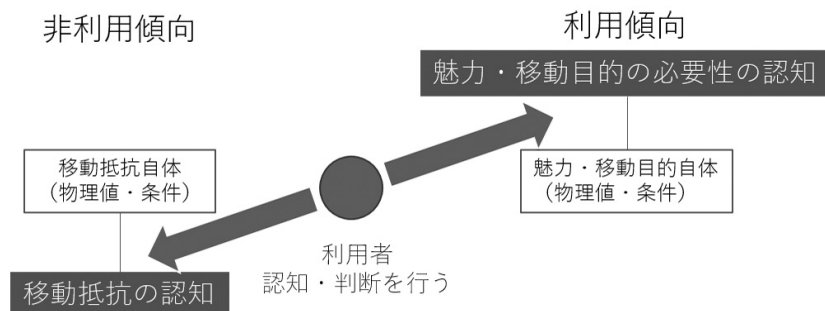 非利用傾向
利用傾向
魅力・移動目的の必要性の認知
移動抵抗自体
（物理値・条件）
魅力・移動目的自体
（物理値・条件）
利用者
認知・判断を行う
移動抵抗の認知